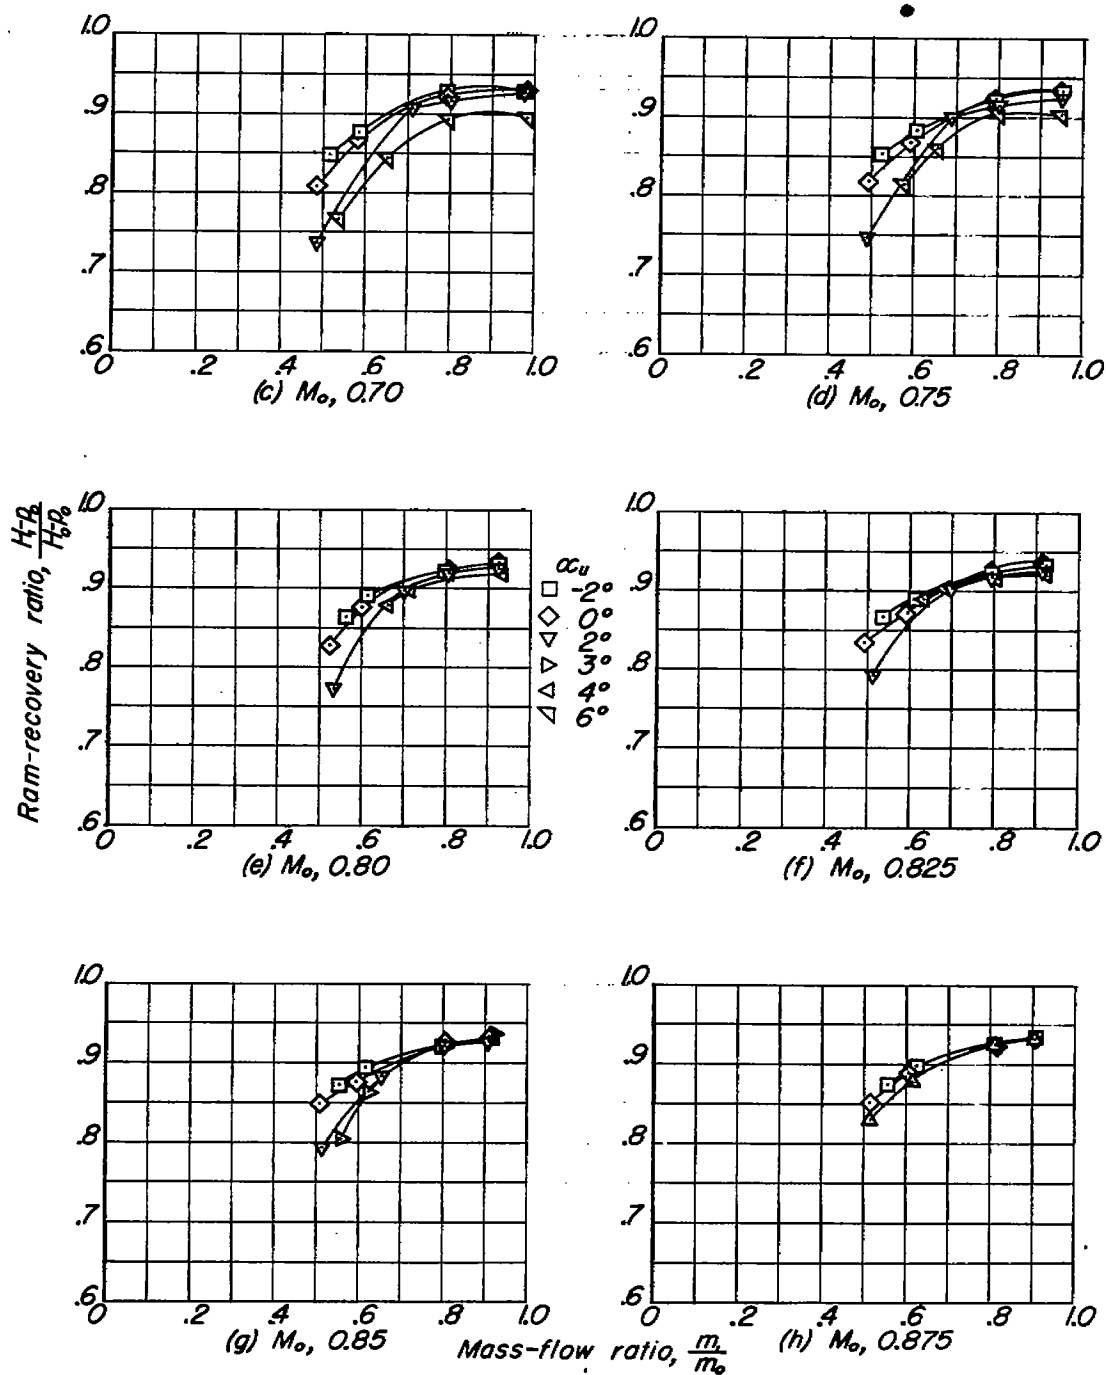 1.0
.9
.8
.7
.6
0 .2 .4 .6 .8 1.0
(c) M₀, 0.70
1.0
.9
.8
.7
.6
0 .2 .4 .6 .8 1.0
(d) M₀, 0.75
Ram-recovery ratio, H₁-p₀/H₀-p₀
1.0
.9
.8
.7
.6
0 .2 .4 .6 .8 1.0
(e) M₀, 0.80
αᵤ
-2°
0°
2°
3°
4°
6°
1.0
.9
.8
.7
.6
0 .2 .4 .6 .8 1.0
(f) M₀, 0.825
1.0
.9
.8
.7
.6
0 .2 .4 .6 .8 1.0
(g) M₀, 0.85
1.0
.9
.8
.7
.6
0 .2 .4 .6 .8 1.0
(h) M₀, 0.875
Mass-flow ratio, m₁/m₀